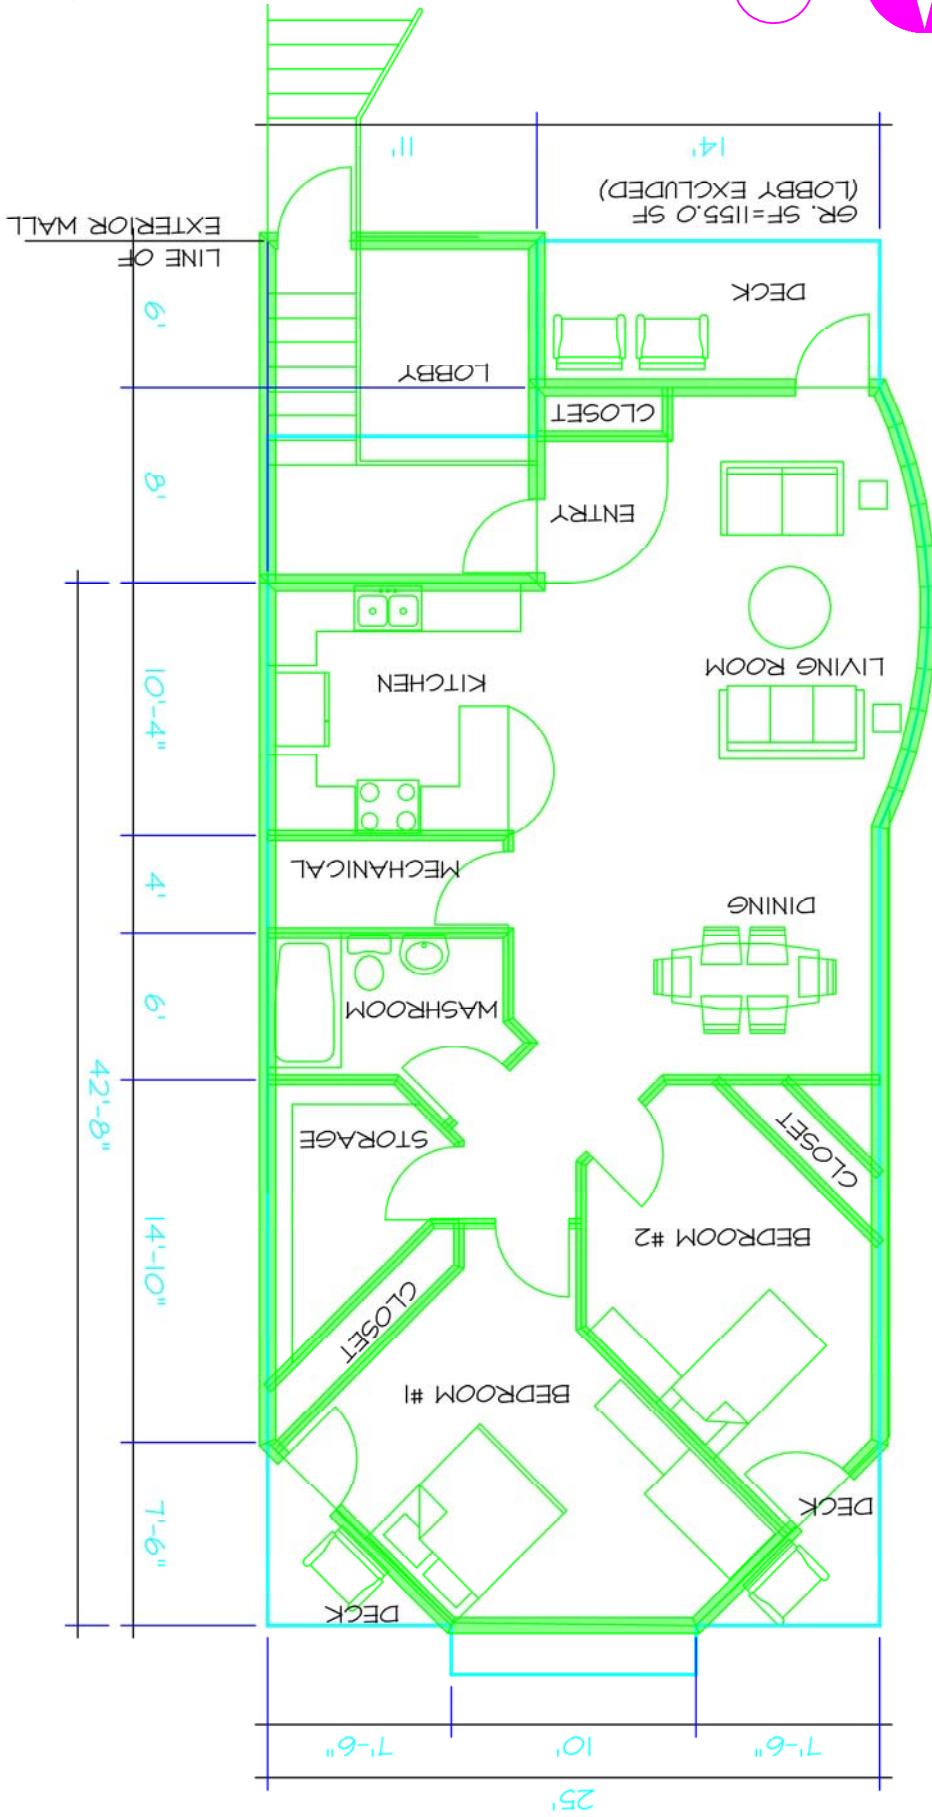 25'
7'-6"
10'
7'-6"
DECK
7'-6"
DECK
BEDROOM #1
CLOSET
14'-10"
BEDROOM #2
CLOSET
STORAGE
42'-8"
WASHROOM
6'
DINING
4'
MECHANICAL
10'-4"
KITCHEN
LIVING ROOM
ENTRY
8'
CLOSET
LOBBY
6'
DECK
LINE OF
EXTERIOR WALL
GR. SF=1155.0 SF
(LOBBY EXCLUDED)
14'
11'